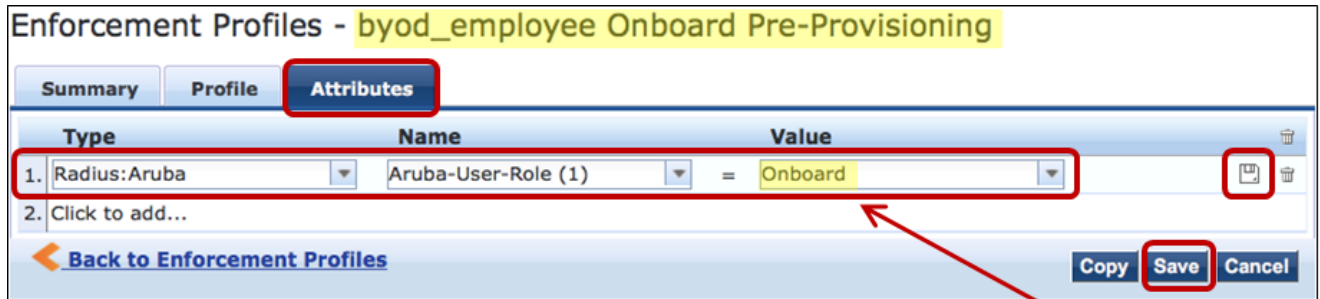 Enforcement Profiles - byod_employee Onboard Pre-Provisioning
Summary Profile Attributes
Type Name Value
1. Radius:Aruba Aruba-User-Role (1) = Onboard
2. Click to add...
Back to Enforcement Profiles Copy Save Cancel